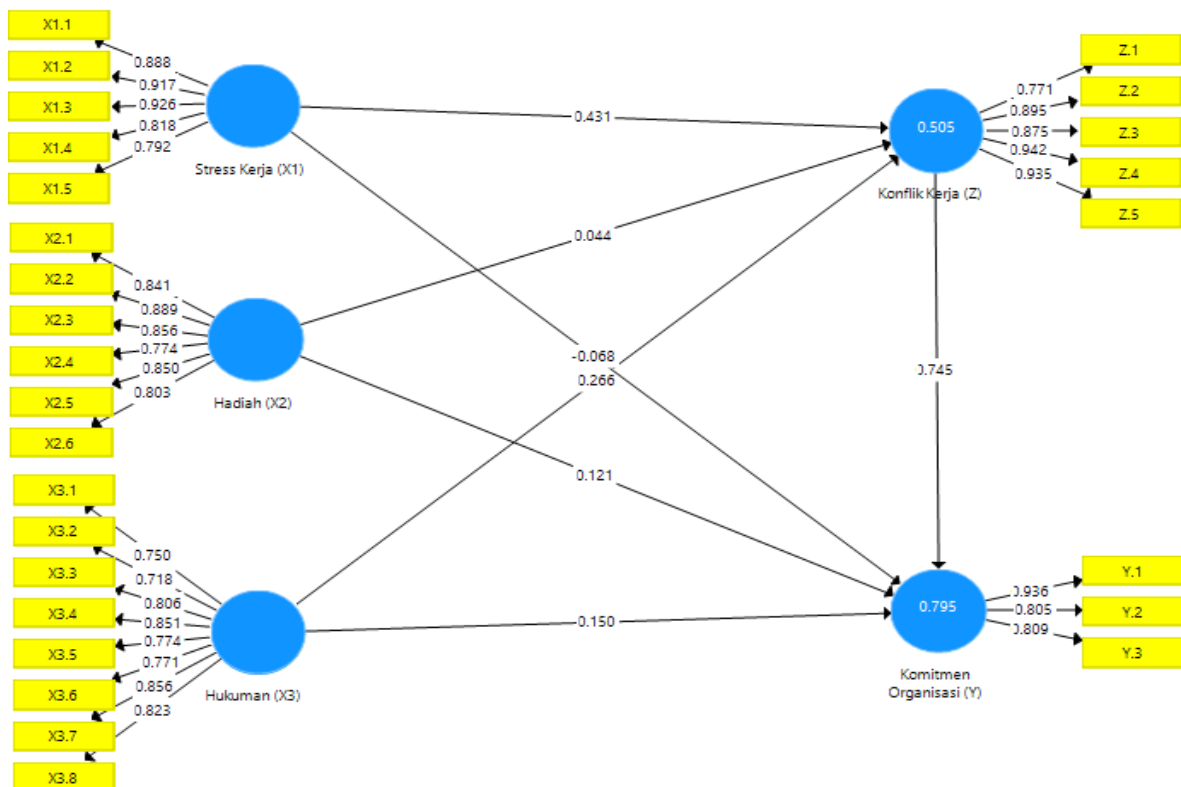 X1.1
X1.2
X1.3
X1.4
X1.5
0.888
0.917
0.926
0.818
0.792
Stress Kerja (X1)
X2.1
X2.2
X2.3
X2.4
X2.5
X2.6
0.841
0.889
0.856
0.774
0.850
0.803
Hadiah (X2)
X3.1
X3.2
X3.3
X3.4
X3.5
X3.6
X3.7
X3.8
0.750
0.718
0.806
0.851
0.774
0.771
0.856
0.823
Hukuman (X3)
0.431
0.044
-0.068
0.266
0.121
0.150
0.745
0.505
Konflik Kerja (Z)
0.771
0.895
0.875
0.942
0.935
Z.1
Z.2
Z.3
Z.4
Z.5
0.795
Komitmen
Organisasi (Y)
0.936
0.805
0.809
Y.1
Y.2
Y.3